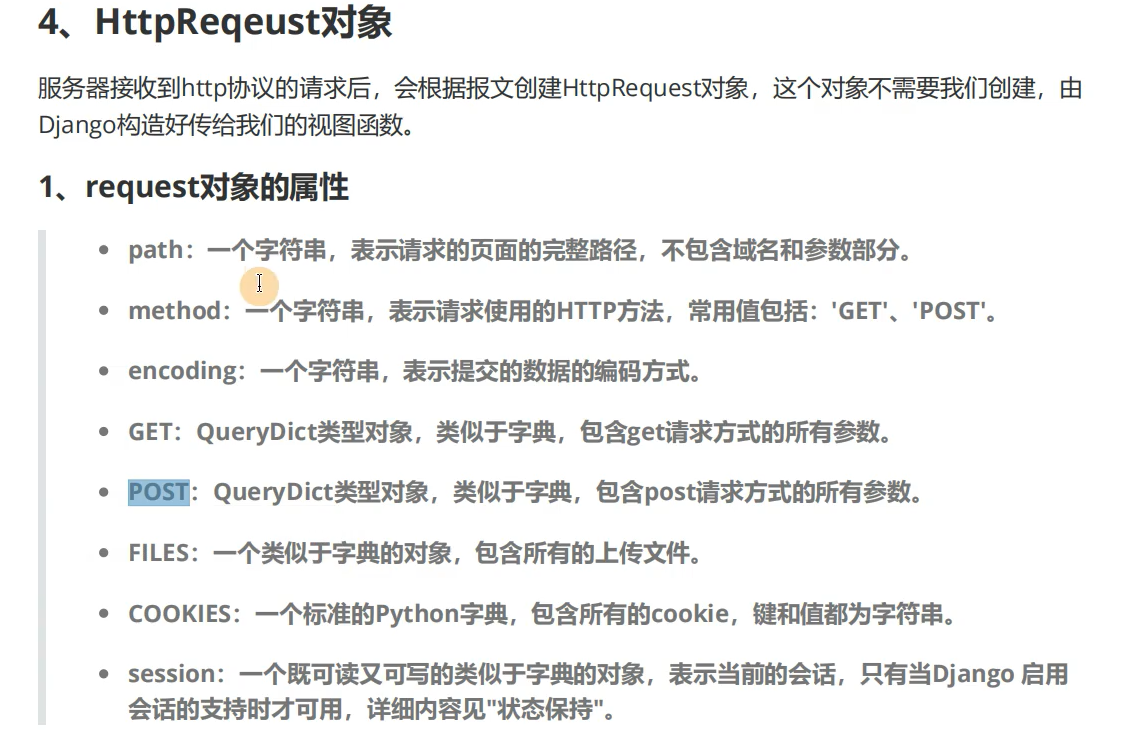 4、HttpReqeust对象
服务器接收到http协议的请求后，会根据报文创建HttpRequest对象，这个对象不需要我们创建，由
Django构造好传给我们的视图函数。
1、request对象的属性
• path：一个字符串，表示请求的页面的完整路径，不包含域名和参数部分。
• method：一个字符串，表示请求使用的HTTP方法，常用值包括：'GET'、'POST'。
• encoding：一个字符串，表示提交的数据的编码方式。
• GET：QueryDict类型对象，类似于字典，包含get请求方式的所有参数。
• POST：QueryDict类型对象，类似于字典，包含post请求方式的所有参数。
• FILES：一个类似于字典的对象，包含所有的上传文件。
• COOKIES：一个标准的Python字典，包含所有的cookie，键和值都为字符串。
• session：一个既可读又可写的类似于字典的对象，表示当前的会话，只有当Django 启用
会话的支持时才可用，详细内容见"状态保持"。